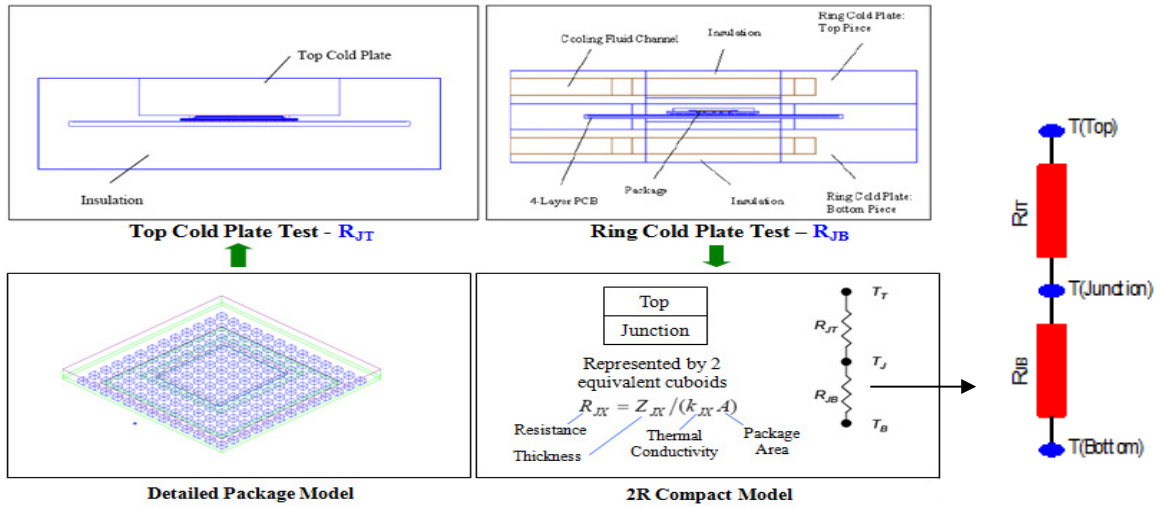 Top Cold Plate
Insulation
Top Cold Plate Test - RJT
Cooling Fluid Channel
Insulation
Ring Cold Plate:
Top Piece
4-Layer PCB
Package
Insulation
Ring Cold Plate:
Bottom Piece
Ring Cold Plate Test – RJB
Detailed Package Model
Top
Junction
Represented by 2
equivalent cuboids
RJX = ZJX /(kJX A)
Resistance
Thickness
Thermal
Conductivity
Package
Area
TT
RJT
TJ
RJB
TB
2R Compact Model
T(Top)
RJT
T(Junction)
RJB
T(Bottom)